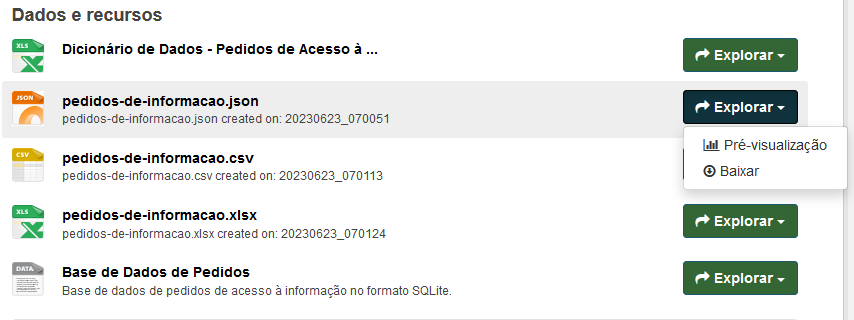 Dados e recursos
XLS
Dicionário de Dados - Pedidos de Acesso à ...
Explorar
JSON
pedidos-de-informacao.json
pedidos-de-informacao.json created on: 20230623_070051
Explorar
Pré-visualização
Baixar
CSV
pedidos-de-informacao.csv
pedidos-de-informacao.csv created on: 20230623_070113
XLS
pedidos-de-informacao.xlsx
pedidos-de-informacao.xlsx created on: 20230623_070124
Explorar
DATA
Base de Dados de Pedidos
Base de dados de pedidos de acesso à informação no formato SQLite.
Explorar